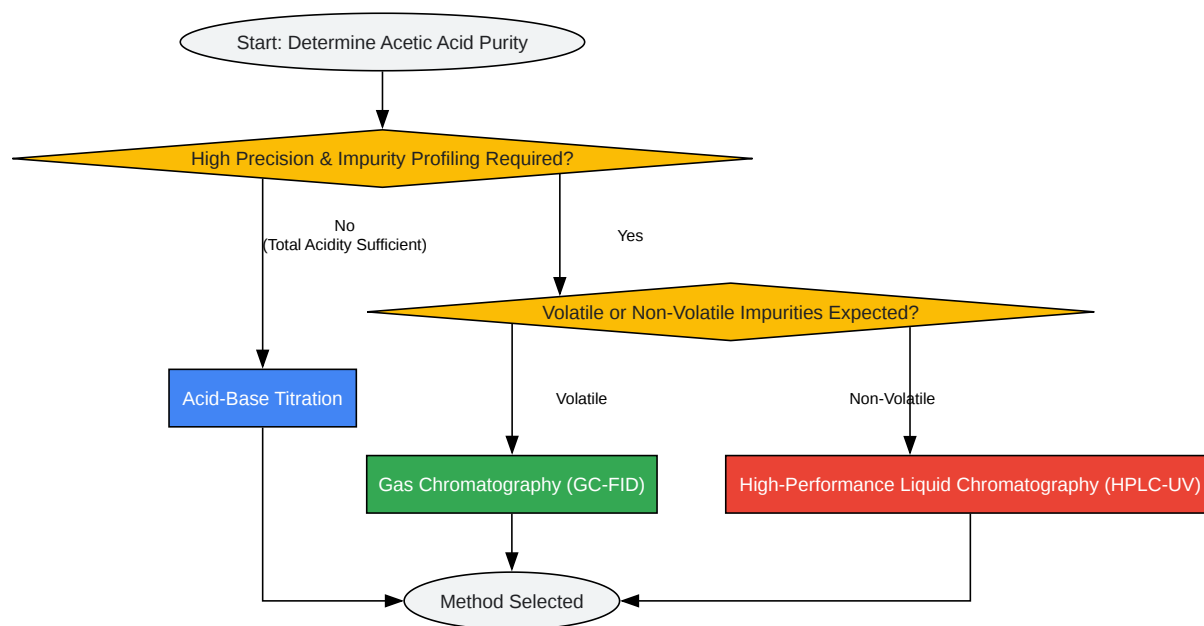 Start: Determine Acetic Acid Purity
High Precision & Impurity Profiling Required?
No
(Total Acidity Sufficient)
Yes
Volatile or Non-Volatile Impurities Expected?
Acid-Base Titration
Volatile
Non-Volatile
Gas Chromatography (GC-FID)
High-Performance Liquid Chromatography (HPLC-UV)
Method Selected